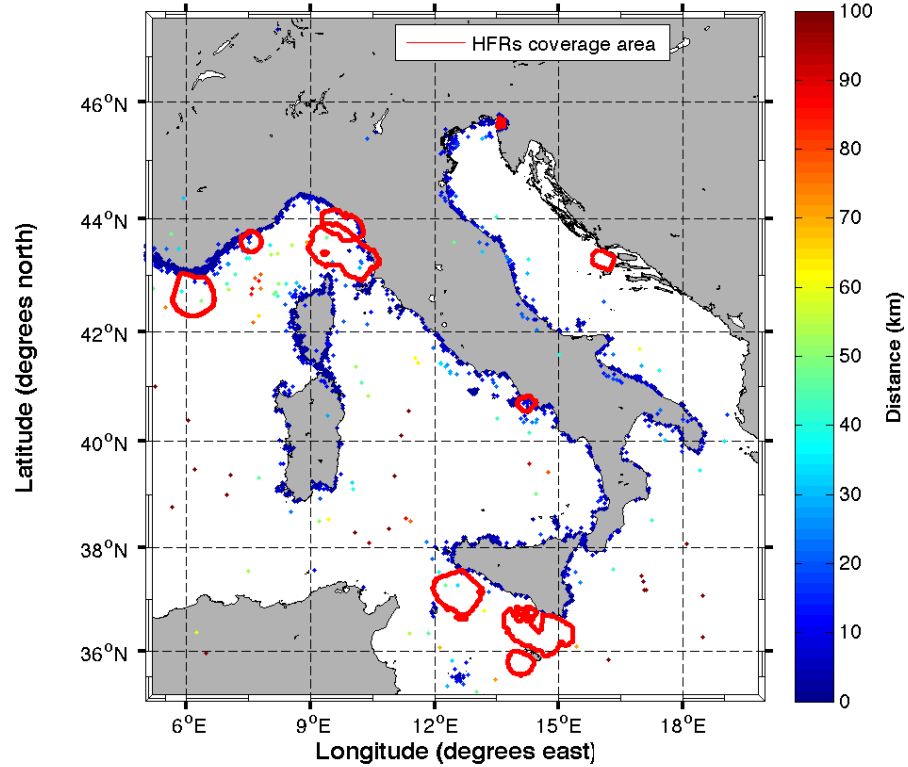 HFRs coverage area
46°N
44°N
42°N
40°N
38°N
36°N
6°E
9°E
12°E
15°E
18°E
Longitude (degrees east)
Latitude (degrees north)
100
90
80
70
60
50
40
30
20
10
0
Distance (km)